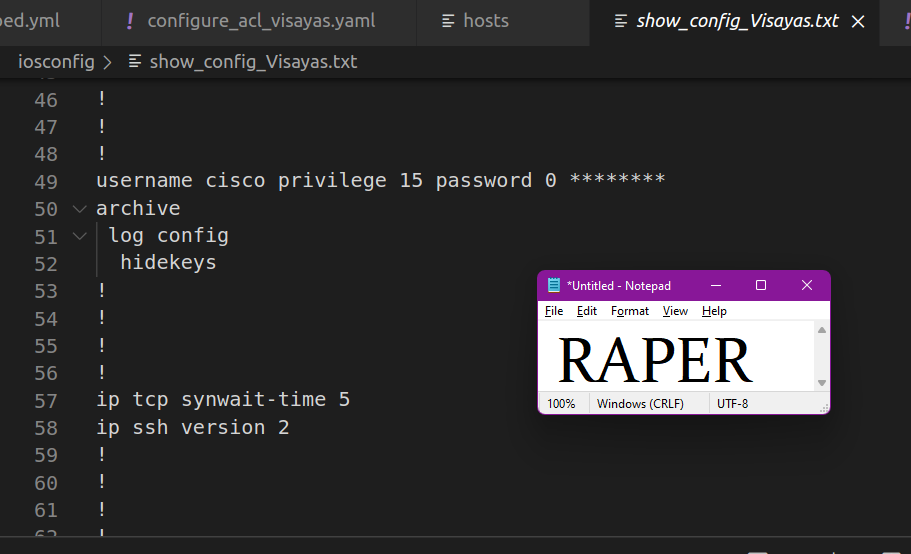 ped.yml
! configure_acl_visayas.yaml
hosts
show_config_Visayas.txt
iosconfig > show_config_Visayas.txt
46 !
47 !
48 !
49 username cisco privilege 15 password 0 ********
50 archive
51 log config
52 hidekeys
53 !
54 !
55 !
56 !
57 ip tcp synwait-time 5
58 ip ssh version 2
59 !
60 !
61 !
62 !
*Untitled - Notepad
File Edit Format View Help
RAPER
100% Windows (CRLF) UTF-8